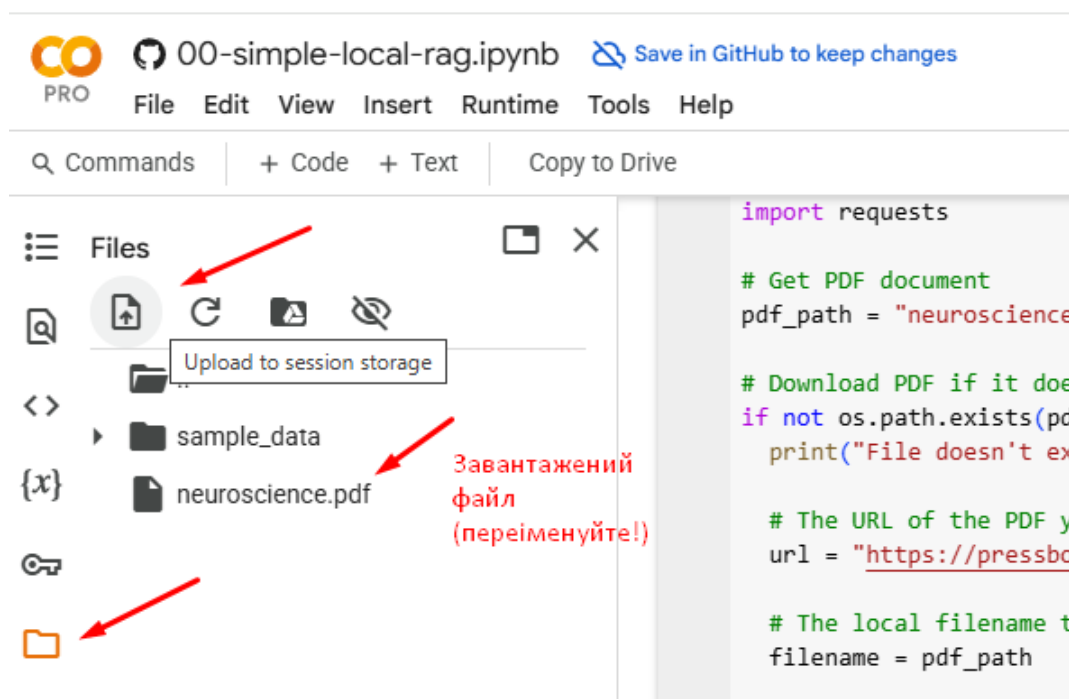 00-simple-local-rag.ipynb Save in GitHub to keep changes
PRO
File Edit View Insert Runtime Tools Help
Commands + Code + Text Copy to Drive
Files
Upload to session storage
..
sample_data
neuroscience.pdf
Завантажений
файл
(переіменуйте!)
{x}
import requests
# Get PDF document
pdf_path = "neuroscience
# Download PDF if it doe
if not os.path.exists(pd
print("File doesn't ex
# The URL of the PDF y
url = "https://pressbo
# The local filename t
filename = pdf_path